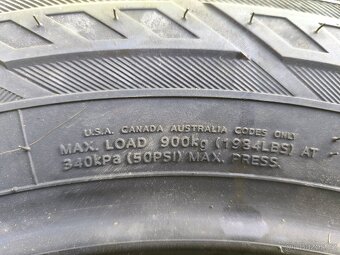 U.S.A. CANADA AUSTRALIA CODES ONLY
MAX. LOAD 900kg (1984LBS) AT
340kPa (50PSI) MAX. PRESS.